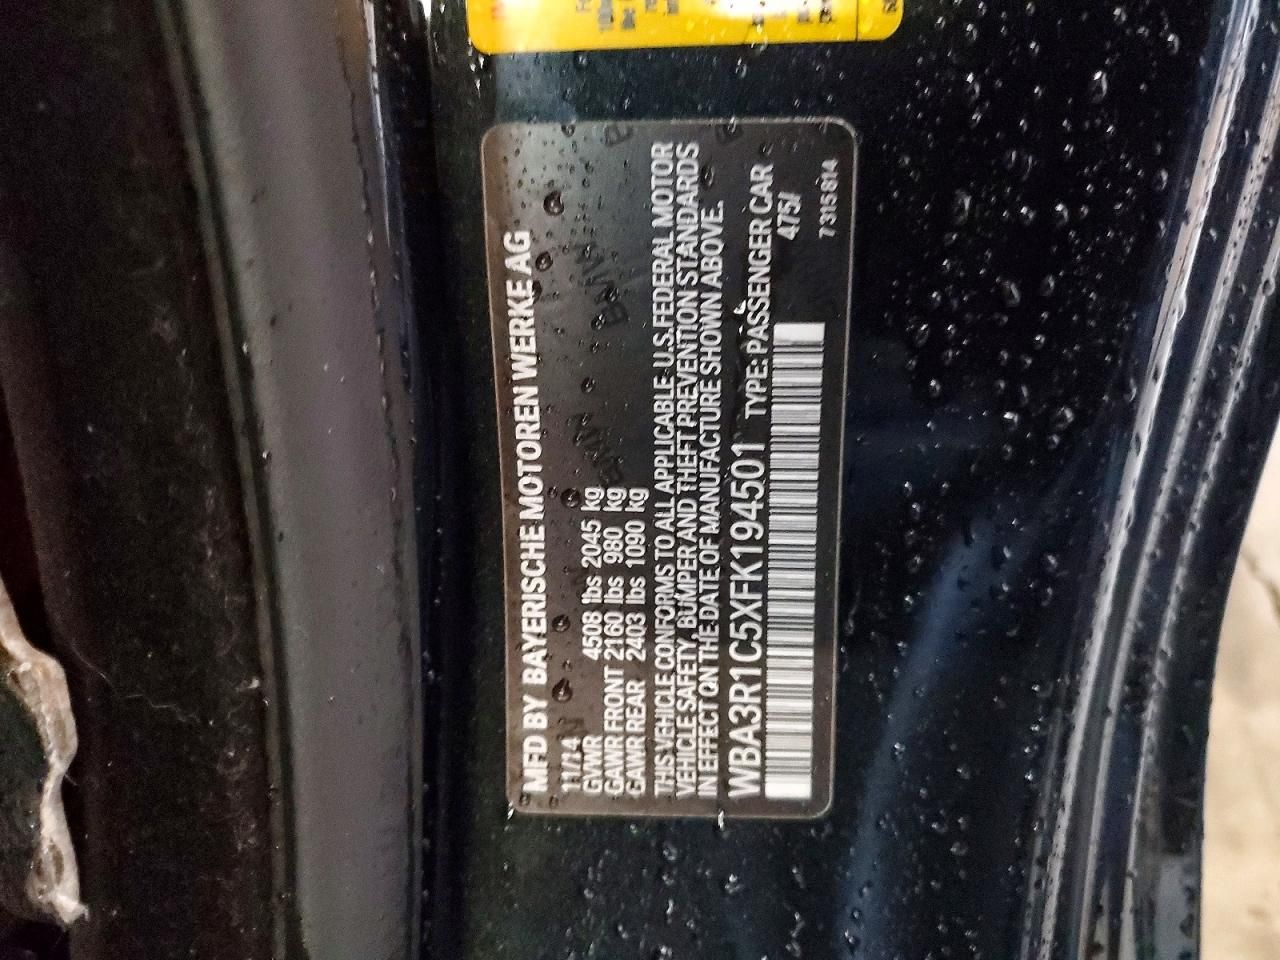 MFD BY BAYERISCHE MOTOREN WERKE AG
11/14
GVWR 4508 lbs 2045 kg
GAWR FRONT 2160 lbs 980 kg
GAWR REAR 2403 lbs 1090 kg
THIS VEHICLE CONFORMS TO ALL APPLICABLE U.S. FEDERAL MOTOR
VEHICLE SAFETY, BUMPER AND THEFT PREVENTION STANDARDS
IN EFFECT ON THE DATE OF MANUFACTURE SHOWN ABOVE.
WBA3R1C5XFK194501 TYPE: PASSENGER CAR
475/
7 315 814